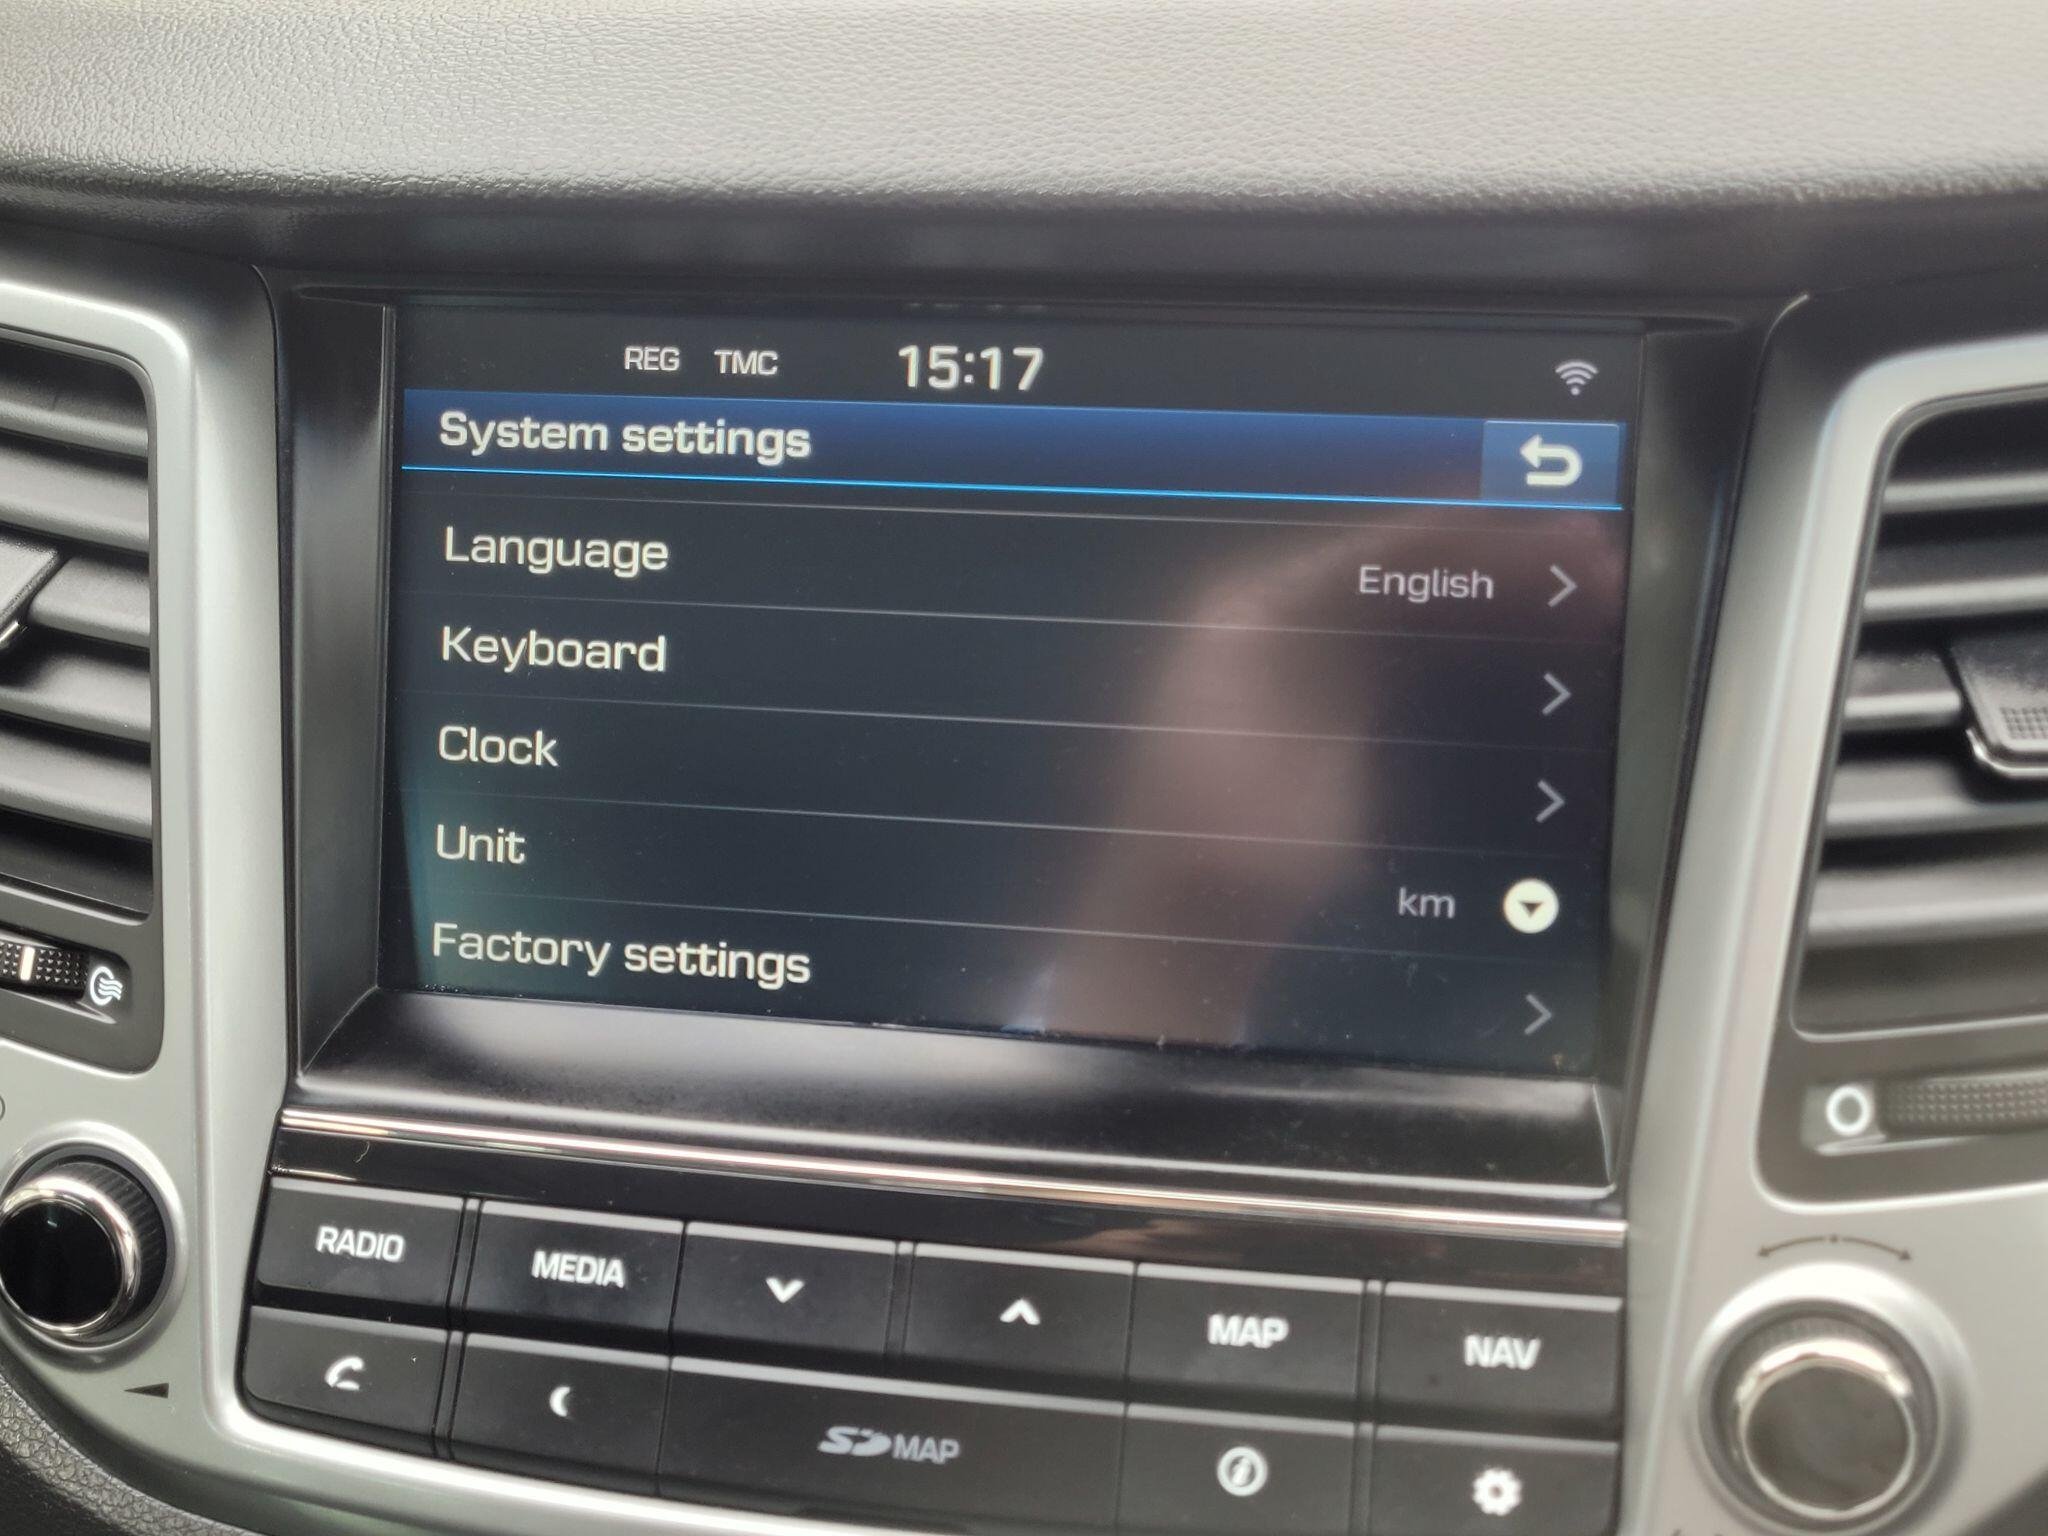 REG TMC 15:17
System settings
Language English
Keyboard
Clock
Unit km
Factory settings
RADIO MEDIA MAP NAV
SD MAP